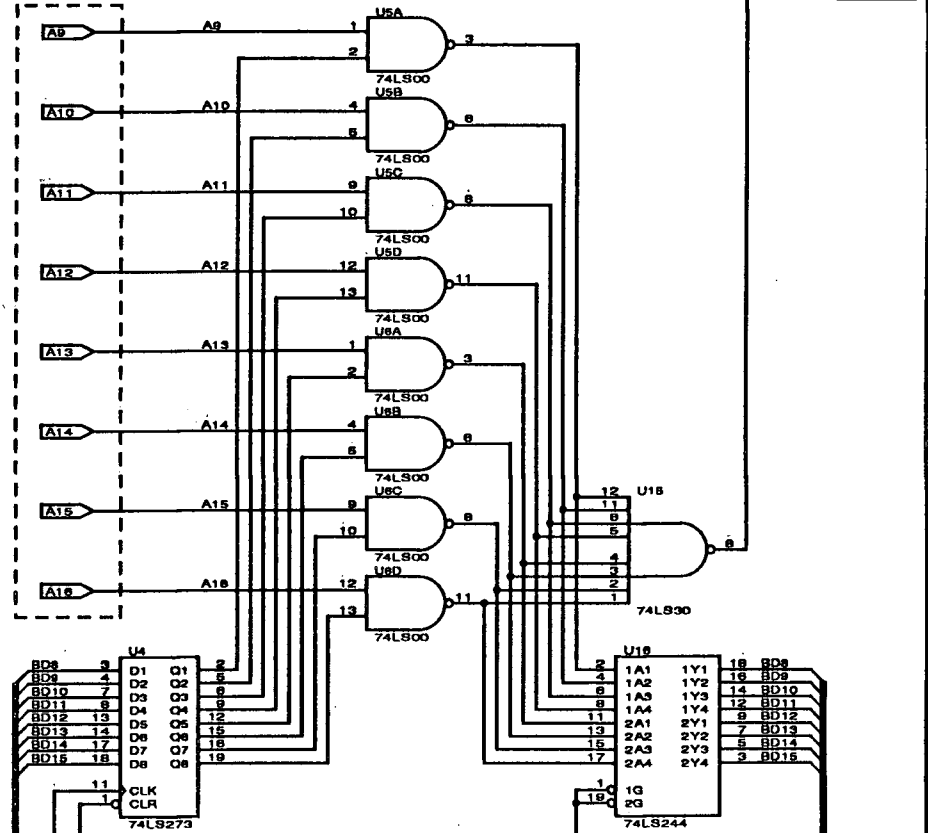 U5A
A9 A9 1 3
2
74LS00
U5B
A10 A10 4 6
5
74LS00
U5C
A11 A11 9 8
10
74LS00
U5D
A12 A12 12 11
13
74LS00
U6A
A13 A13 1 3
2
74LS00
U6B
A14 A14 4 6
5
74LS00
U6C
A15 A15 9 8
10
74LS00
U6D
A16 A16 12 11
13
74LS00
12 U15
11
6
5
4
3
2
1
8
74LS30
U4
BD8 3 D1 Q1 2
BD9 4 D2 Q2 5
BD10 7 D3 Q3 6
BD11 8 D4 Q4 9
BD12 13 D5 Q5 12
BD13 14 D6 Q6 15
BD14 17 D7 Q7 16
BD15 18 D8 Q8 19
11 CLK
1 CLR
74LS273
U16
2 1A1 1Y1 18 BD8
4 1A2 1Y2 16 BD9
6 1A3 1Y3 14 BD10
8 1A4 1Y4 12 BD11
11 2A1 2Y1 9 BD12
13 2A2 2Y2 7 BD13
15 2A3 2Y3 5 BD14
17 2A4 2Y4 3 BD15
1 1G
19 2G
74LS244